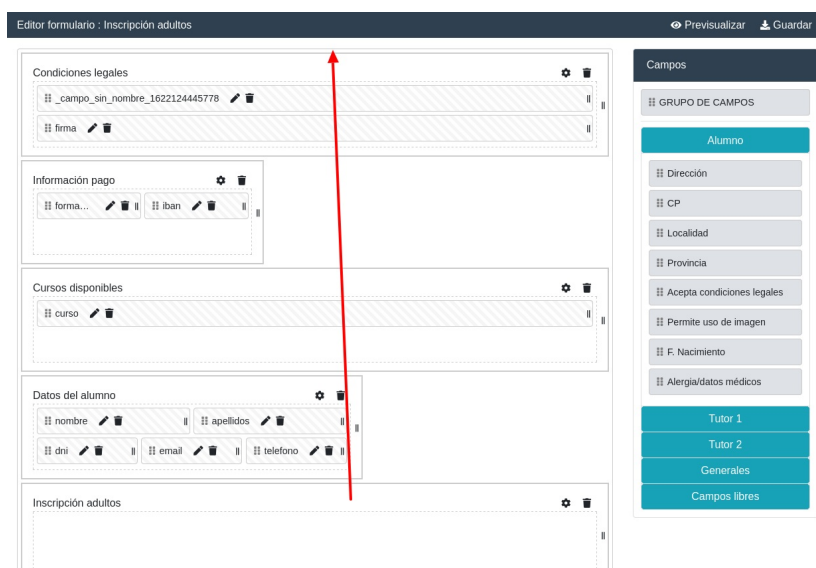 Editor formulario : Inscripción adultos
Previsualizar
Guardar
Condiciones legales
_campo_sin_nombre_1622124445778
firma
Información pago
forma...
iban
Cursos disponibles
curso
Datos del alumno
nombre
apellidos
dni
email
telefono
Inscripción adultos
Campos
GRUPO DE CAMPOS
Alumno
Dirección
CP
Localidad
Provincia
Acepta condiciones legales
Permite uso de imagen
F. Nacimiento
Alergia/datos médicos
Tutor 1
Tutor 2
Generales
Campos libres